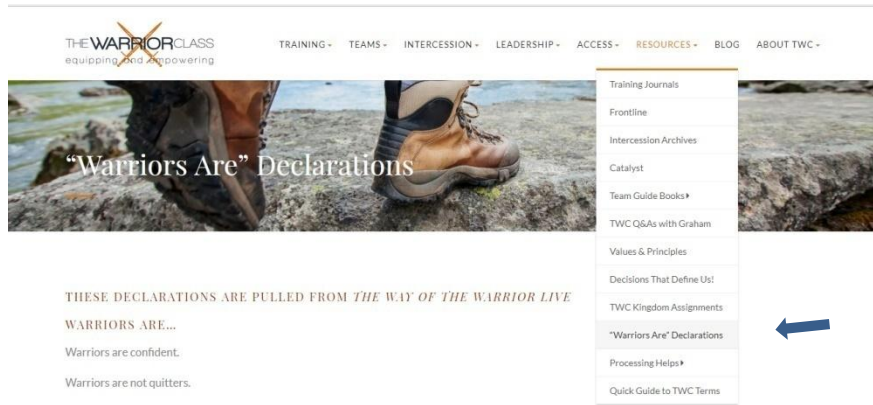 THE WARRIOR CLASS
equipping and empowering
TRAINING TEAMS INTERCESSION LEADERSHIP ACCESS RESOURCES BLOG ABOUT TWC
Training Journals
Frontline
Intercession Archives
Catalyst
Team Guide Books
TWC Q&As with Graham
Values & Principles
Decisions That Define Us!
TWC Kingdom Assignments
"Warriors Are" Declarations
Processing Helps
Quick Guide to TWC Terms
“Warriors Are” Declarations
THESE DECLARATIONS ARE PULLED FROM THE WAY OF THE WARRIOR LIVE
WARRIORS ARE...
Warriors are confident.
Warriors are not quitters.